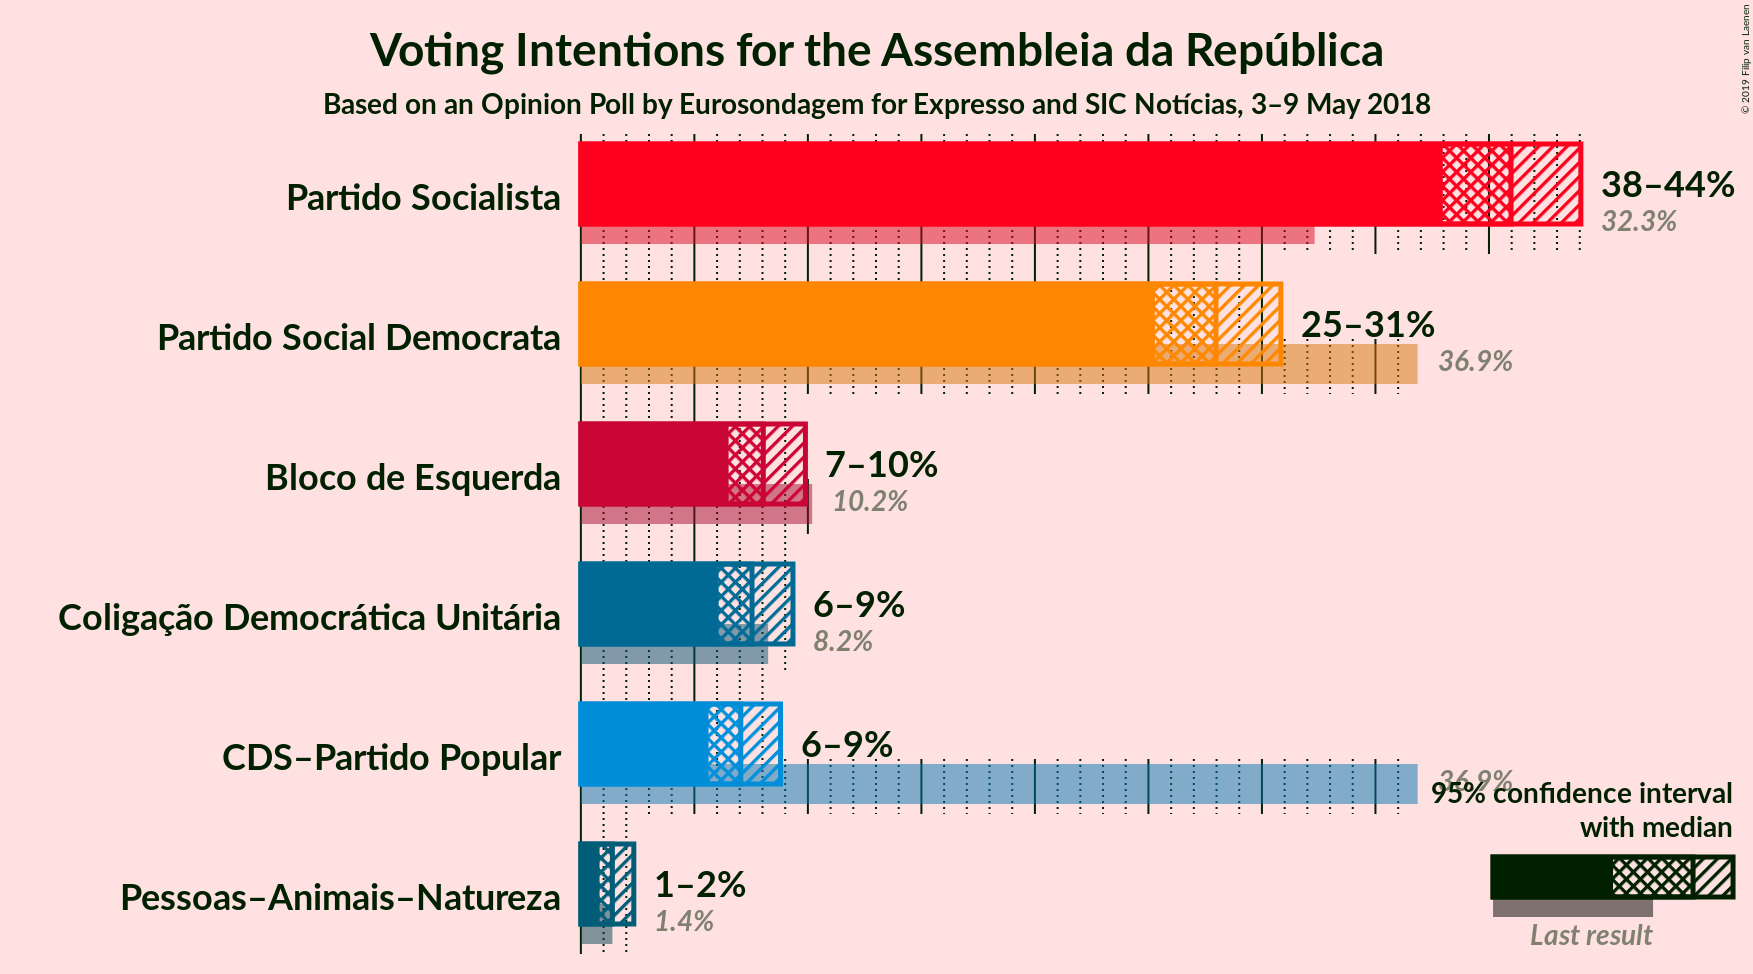 Voting Intentions for the Assembleia da República
Based on an Opinion Poll by Eurosondagem for Expresso and SIC Notícias, 3–9 May 2018
© 2019 Filip van Laenen
Partido Socialista
38–44%
32.3%
Partido Social Democrata
25–31%
36.9%
Bloco de Esquerda
7–10%
10.2%
Coligação Democrática Unitária
6–9%
8.2%
CDS–Partido Popular
6–9%
36.9%
Pessoas–Animais–Natureza
1–2%
1.4%
95% confidence interval
with median
Last result